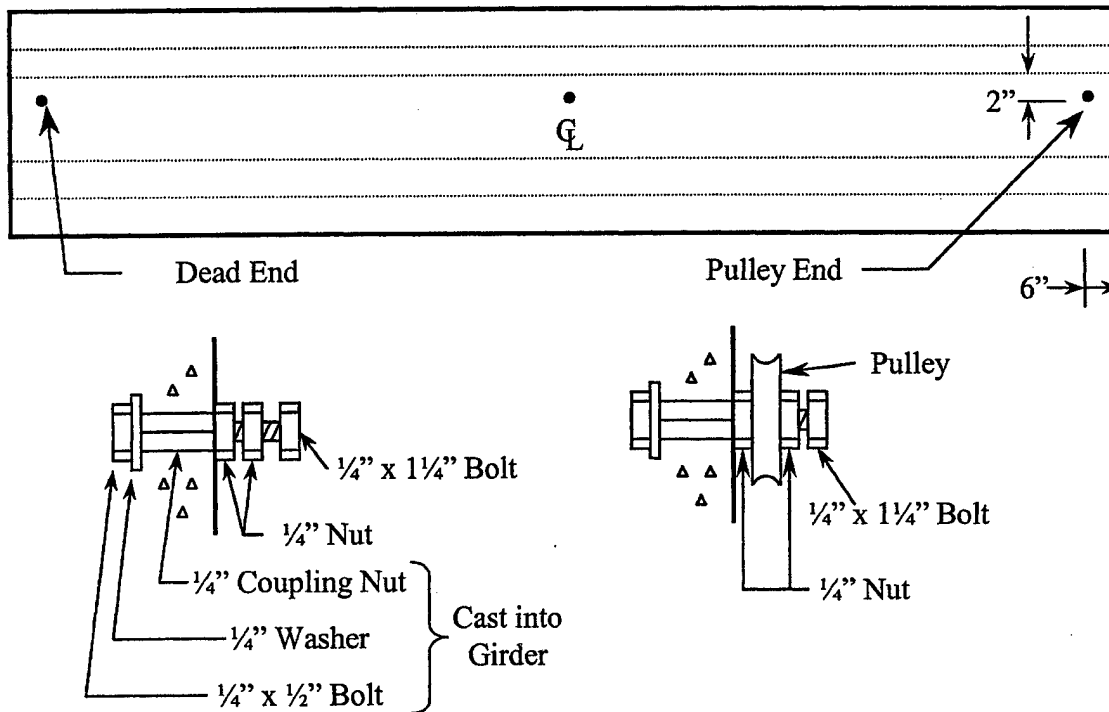 2”
℄
Dead End
Pulley End
6”
Pulley
¼” x 1¼” Bolt
¼” x 1¼” Bolt
¼” Nut
¼” Nut
¼” Coupling Nut
Cast into
Girder
¼” Washer
¼” x ½” Bolt